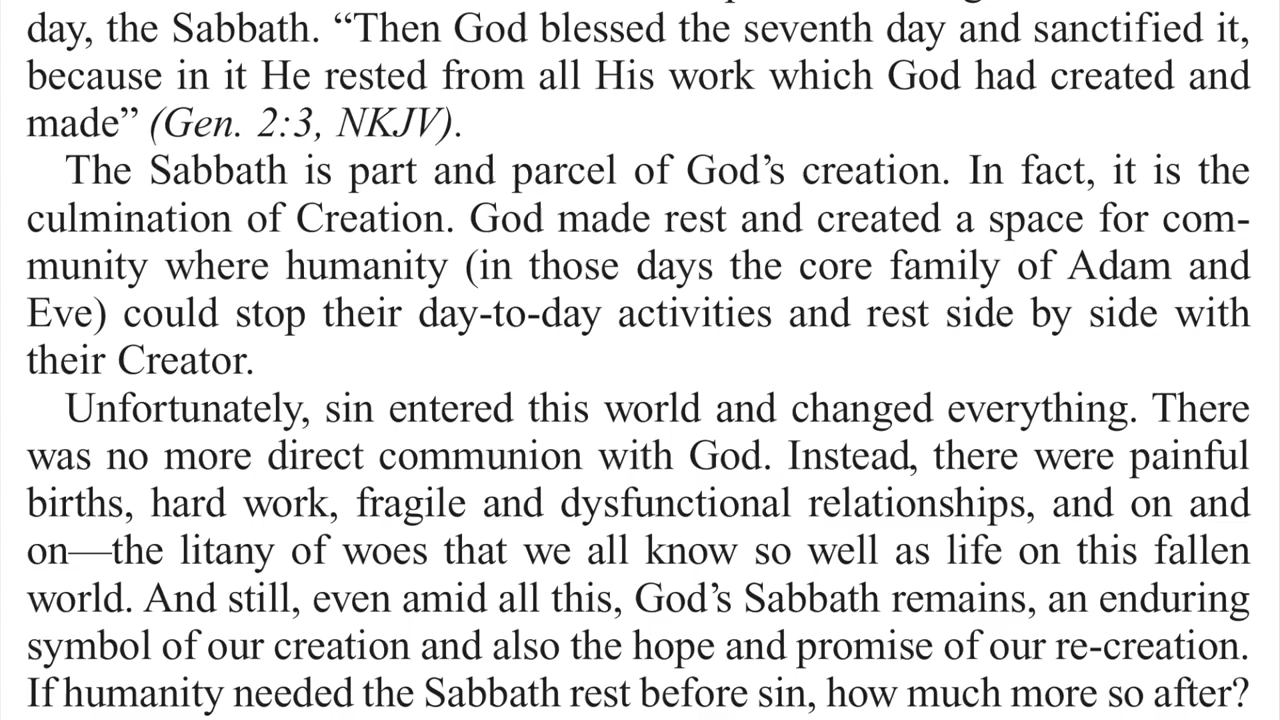 day, the Sabbath. “Then God blessed the seventh day and sanctified it,
because in it He rested from all His work which God had created and
made” (Gen. 2:3, NKJV).
The Sabbath is part and parcel of God’s creation. In fact, it is the
culmination of Creation. God made rest and created a space for com-
munity where humanity (in those days the core family of Adam and
Eve) could stop their day-to-day activities and rest side by side with
their Creator.
Unfortunately, sin entered this world and changed everything. There
was no more direct communion with God. Instead, there were painful
births, hard work, fragile and dysfunctional relationships, and on and
on—the litany of woes that we all know so well as life on this fallen
world. And still, even amid all this, God’s Sabbath remains, an enduring
symbol of our creation and also the hope and promise of our re-creation.
If humanity needed the Sabbath rest before sin, how much more so after?